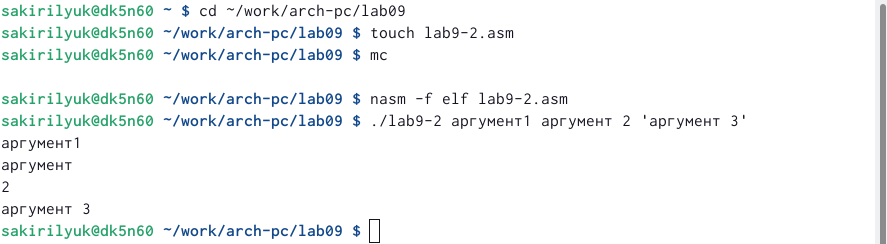 sakirilyuk@dk5n60 ~ $ cd ~/work/arch-pc/lab09
sakirilyuk@dk5n60 ~/work/arch-pc/lab09 $ touch lab9-2.asm
sakirilyuk@dk5n60 ~/work/arch-pc/lab09 $ mc
sakirilyuk@dk5n60 ~/work/arch-pc/lab09 $ nasm -f elf lab9-2.asm
sakirilyuk@dk5n60 ~/work/arch-pc/lab09 $ ./lab9-2 аргумент1 аргумент 2 'аргумент 3'
аргумент1
аргумент
2
аргумент 3
sakirilyuk@dk5n60 ~/work/arch-pc/lab09 $